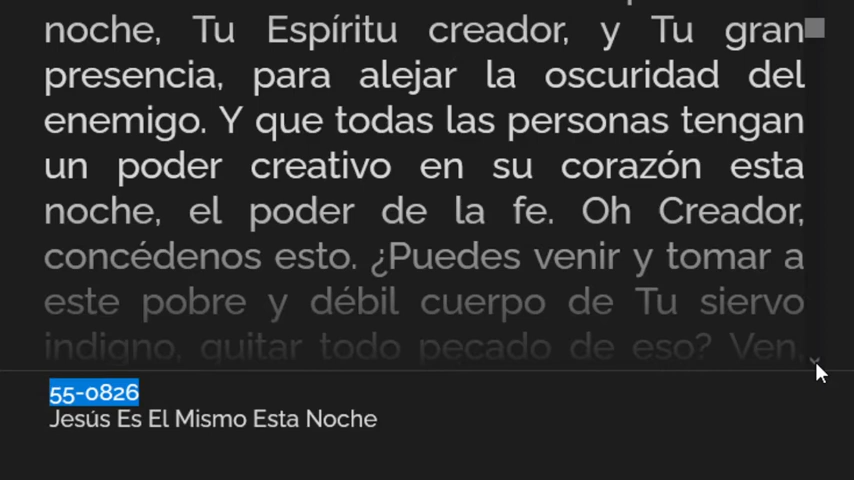 noche, Tu Espíritu creador, y Tu gran
presencia, para alejar la oscuridad del
enemigo. Y que todas las personas tengan
un poder creativo en su corazón esta
noche, el poder de la fe. Oh Creador,
concédenos esto. ¿Puedes venir y tomar a
este pobre y débil cuerpo de Tu siervo
indigno, quitar todo pecado de eso? Ven,
55-0826
Jesús Es El Mismo Esta Noche